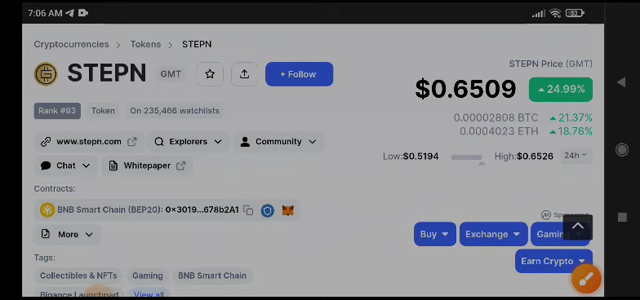 7:06 AM
Cryptocurrencies > Tokens > STEPN
STEPN GMT
+ Follow
Rank #93 Token On 235,466 watchlists
www.stepn.com Explorers Community
Chat Whitepaper
Contracts:
BNB Smart Chain (BEP20): 0x3019...678b2A1
More
Tags:
Collectibles & NFTs Gaming BNB Smart Chain
Binance Launchpad View all
STEPN Price (GMT)
$0.6509 24.99%
0.00002808 BTC 21.37%
0.0004023 ETH 18.76%
Low:$0.5194 High:$0.6526 24h
Buy Exchange
Earn Crypto